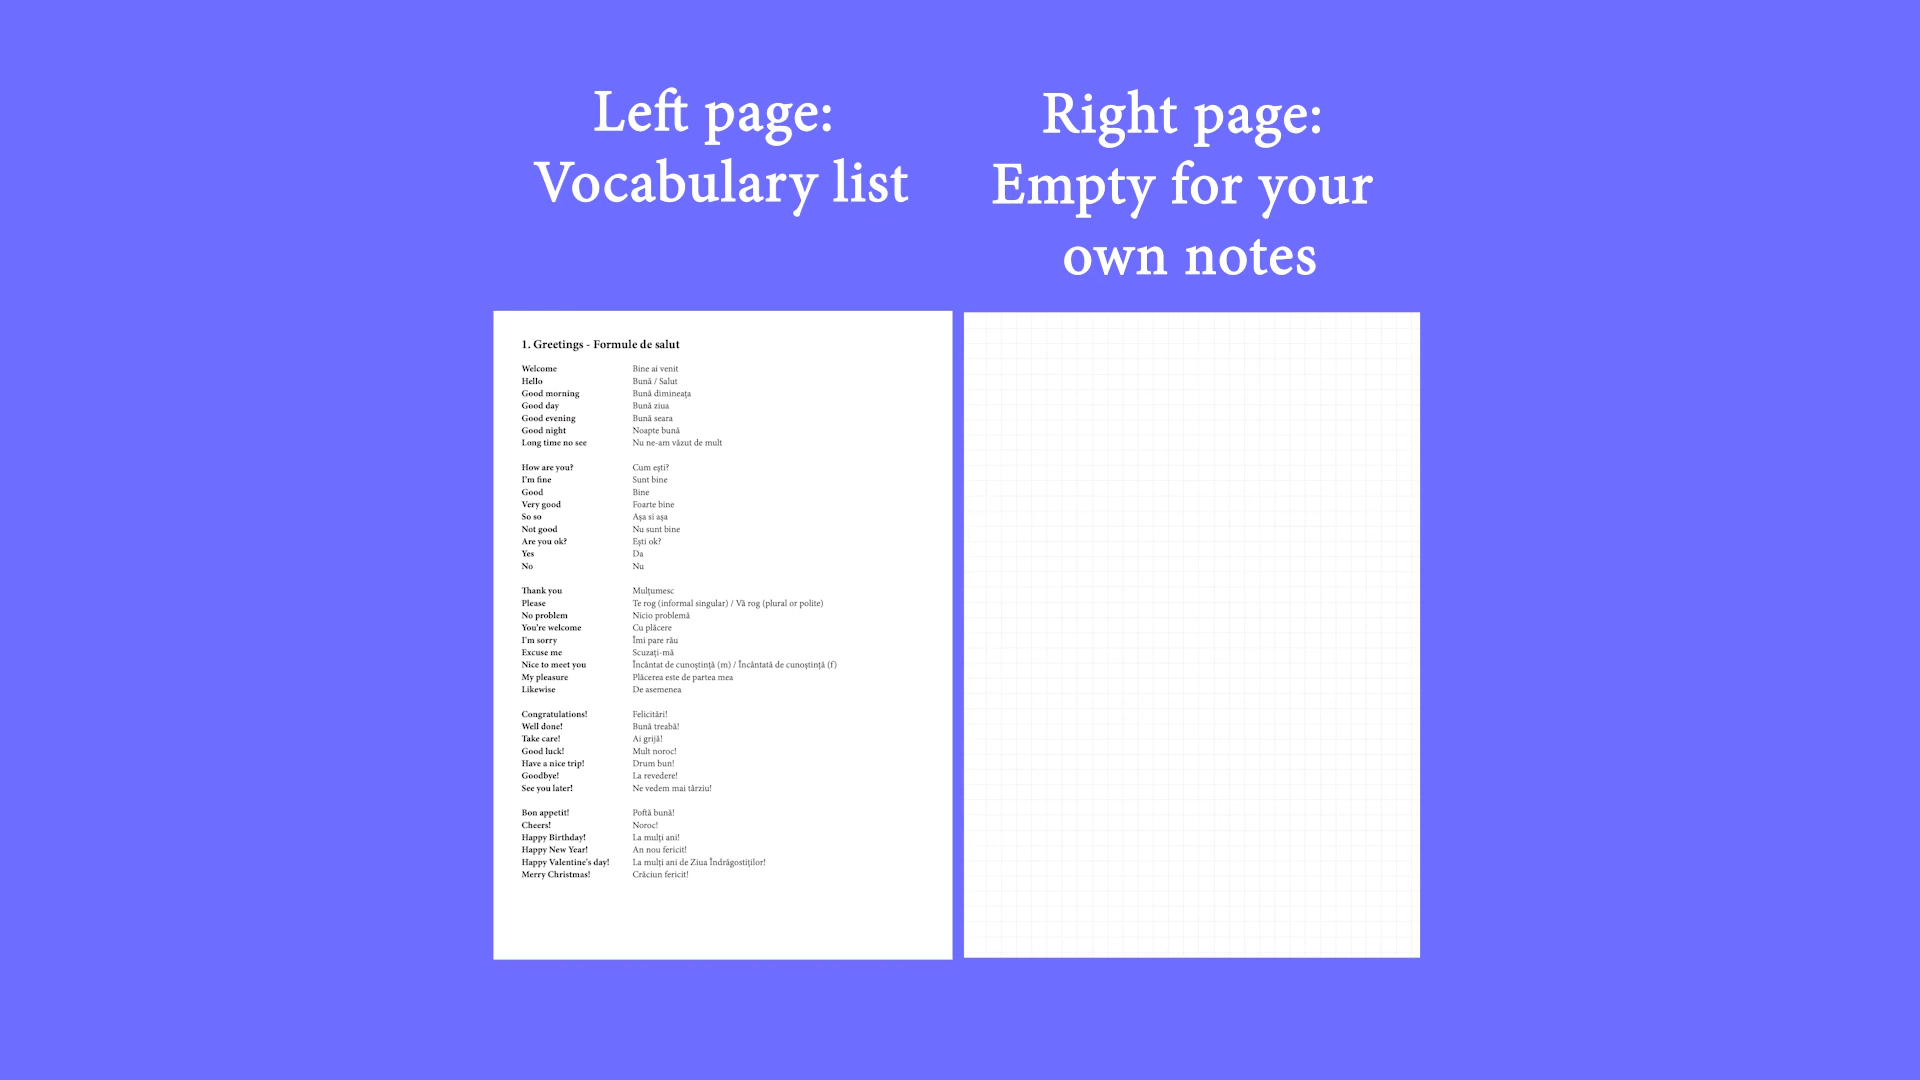 Left page:
Vocabulary list
Right page:
Empty for your
own notes
1. Greetings - Formule de salut
Welcome Bine ai venit
Hello Bună / Salut
Good morning Bună dimineața
Good day Bună ziua
Good evening Bună seara
Good night Noapte bună
Long time no see Nu ne-am văzut de mult
How are you? Cum ești?
I'm fine Sunt bine
Good Bine
Very good Foarte bine
So so Așa si așa
Not good Nu sunt bine
Are you ok? Ești ok?
Yes Da
No Nu
Thank you Mulțumesc
Please Te rog (informal singular) / Vă rog (plural or polite)
No problem Nicio problemă
You're welcome Cu plăcere
I'm sorry Îmi pare rău
Excuse me Scuzați-mă
Nice to meet you Încântat de cunoștință (m) / Încântată de cunoștință (f)
My pleasure Plăcerea este de partea mea
Likewise De asemenea
Congratulations! Felicitări!
Well done! Bună treabă!
Take care! Ai grijă!
Good luck! Mult noroc!
Have a nice trip! Drum bun!
Goodbye! La revedere!
See you later! Ne vedem mai târziu!
Bon appetit! Poftă bună!
Cheers! Noroc!
Happy Birthday! La mulți ani!
Happy New Year! An nou fericit!
Happy Valentine's day! La mulți ani de Ziua Îndrăgostiților!
Merry Christmas! Crăciun fericit!